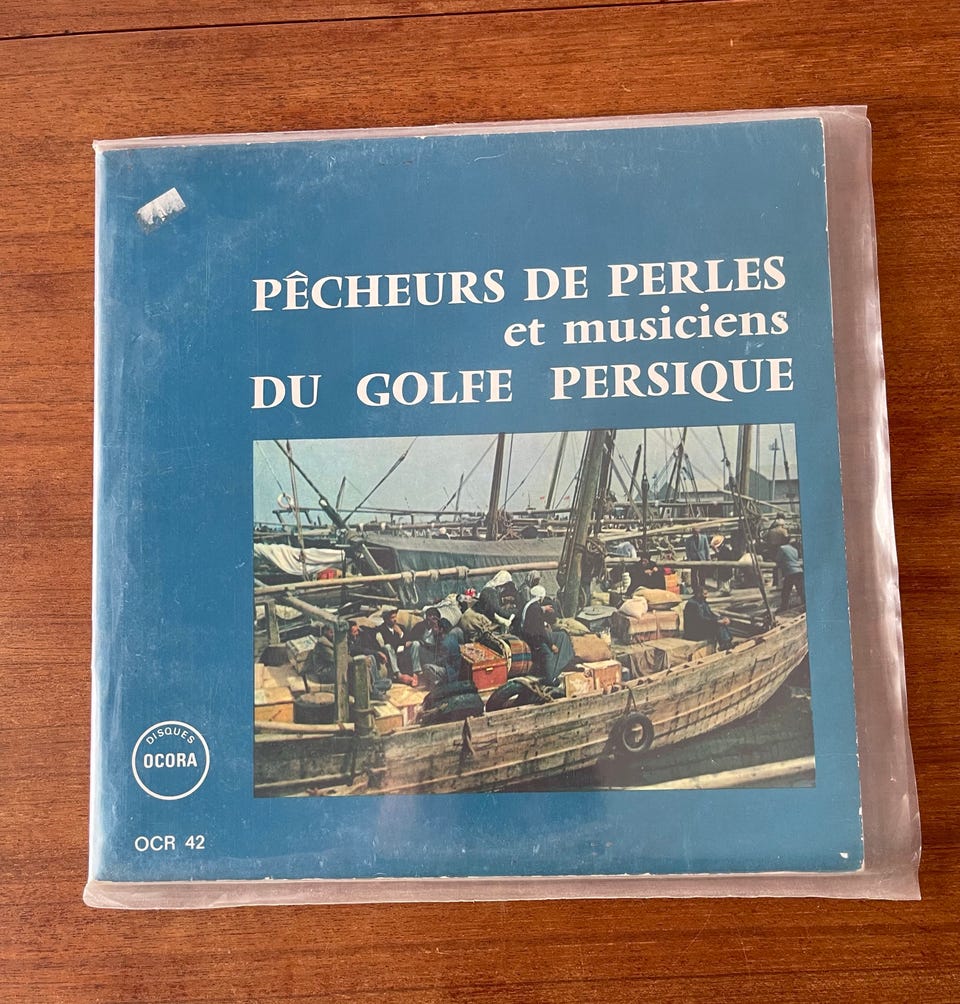 PÊCHEURS DE PERLES
et musiciens
DU GOLFE PERSIQUE
DISQUES
OCORA
OCR 42